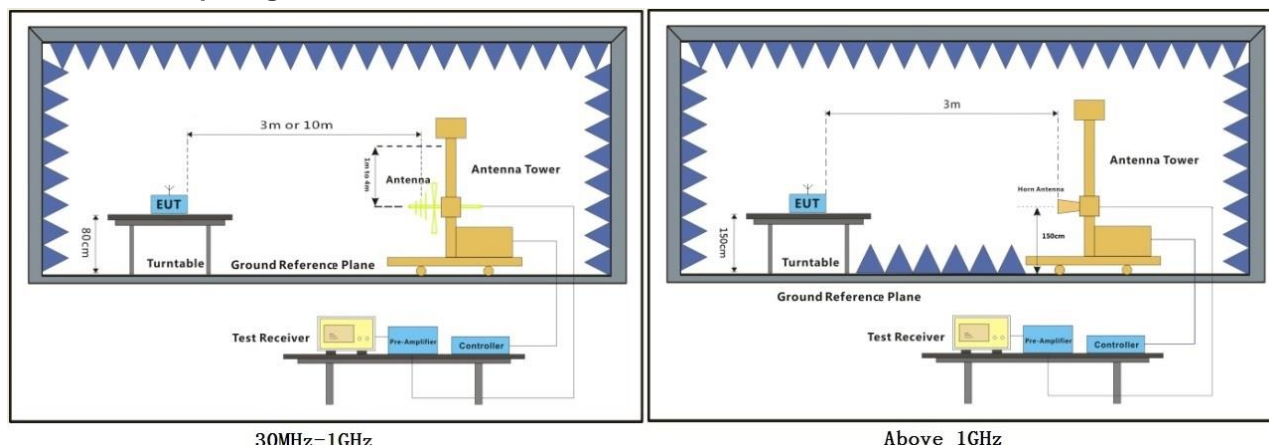 3m or 10m
1m to 4m
Antenna
Antenna Tower
EUT
80cm
Turntable
Ground Reference Plane
Test Receiver
Pre-Amplifier
Controller
30MHz-1GHz
3m
Antenna Tower
Horn Antenna
EUT
150cm
150cm
Turntable
Ground Reference Plane
Test Receiver
Pre-Amplifier
Controller
Above 1GHz